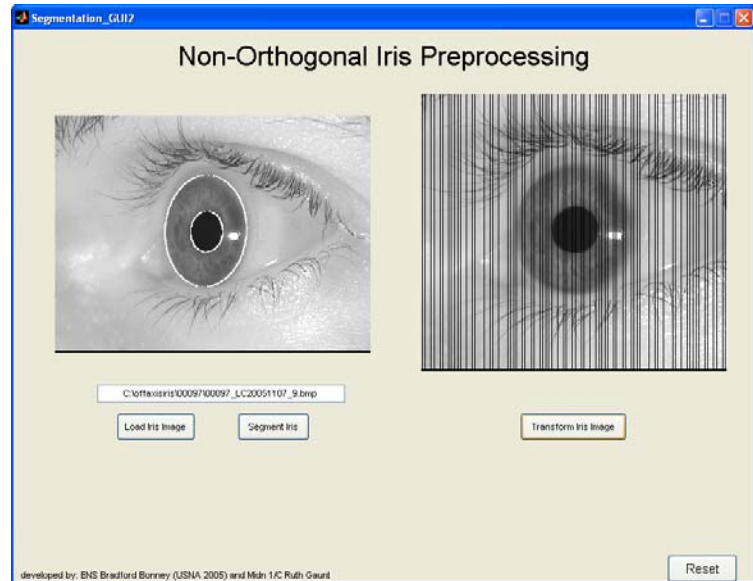 Segmentation_GUI2
Non-Orthogonal Iris Preprocessing
C:\offaxisiris\00097\00097_LC20051107_9.bmp
Load Iris Image
Segment Iris
Transform Iris Image
Reset
developed by: ENS Bradford Bonney (USNA 2005) and Midn 1/C Ruth Gaunt